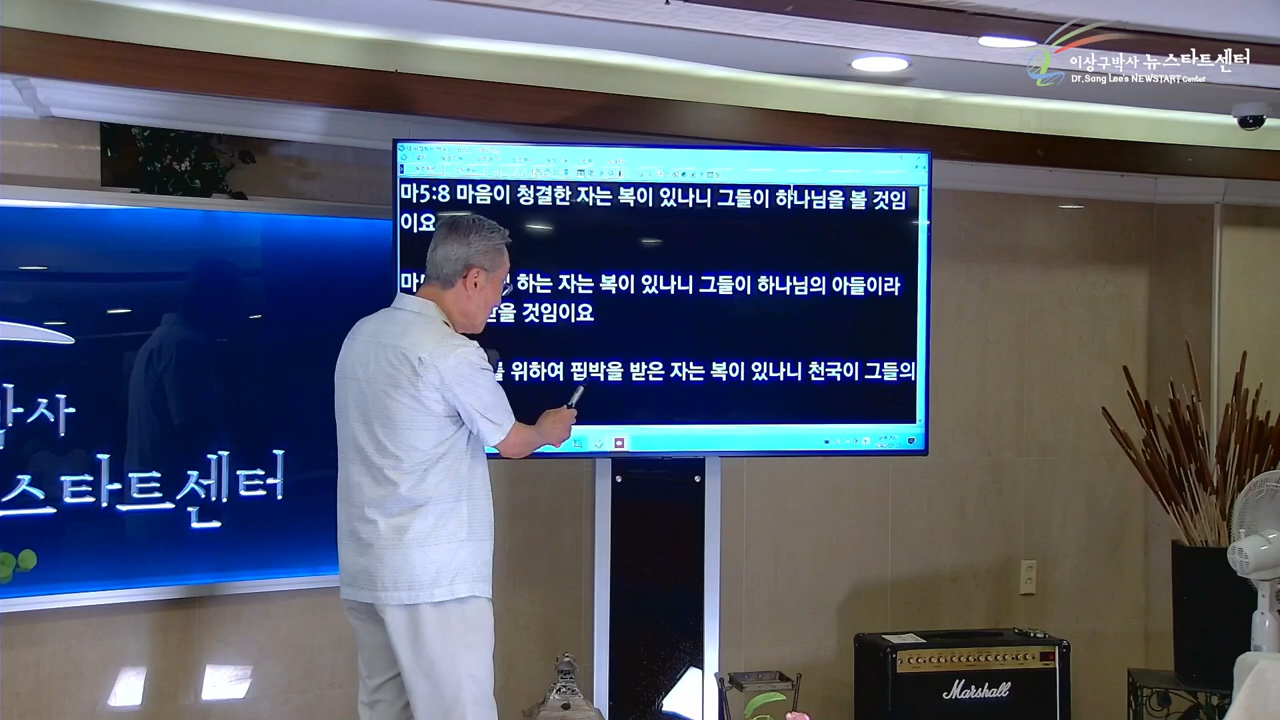 이상구박사 뉴스타트센터
Dr. Sang Lee's NEWSTART Center
마5:8 마음이 청결한 자는 복이 있나니 그들이 하나님을 볼 것임
이요
하는 자는 복이 있나니 그들이 하나님의 아들이라
것임이요
위하여 핍박을 받은 자는 복이 있나니 천국이 그들의
박사
스타트센터
Marshall